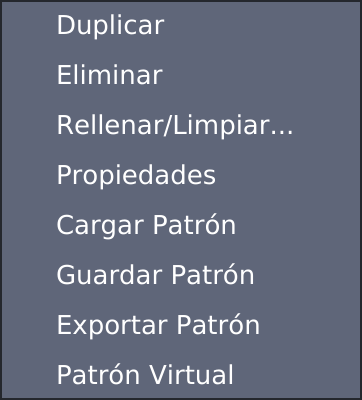 Duplicar
Eliminar
Rellenar/Limpiar...
Propiedades
Cargar Patrón
Guardar Patrón
Exportar Patrón
Patrón Virtual